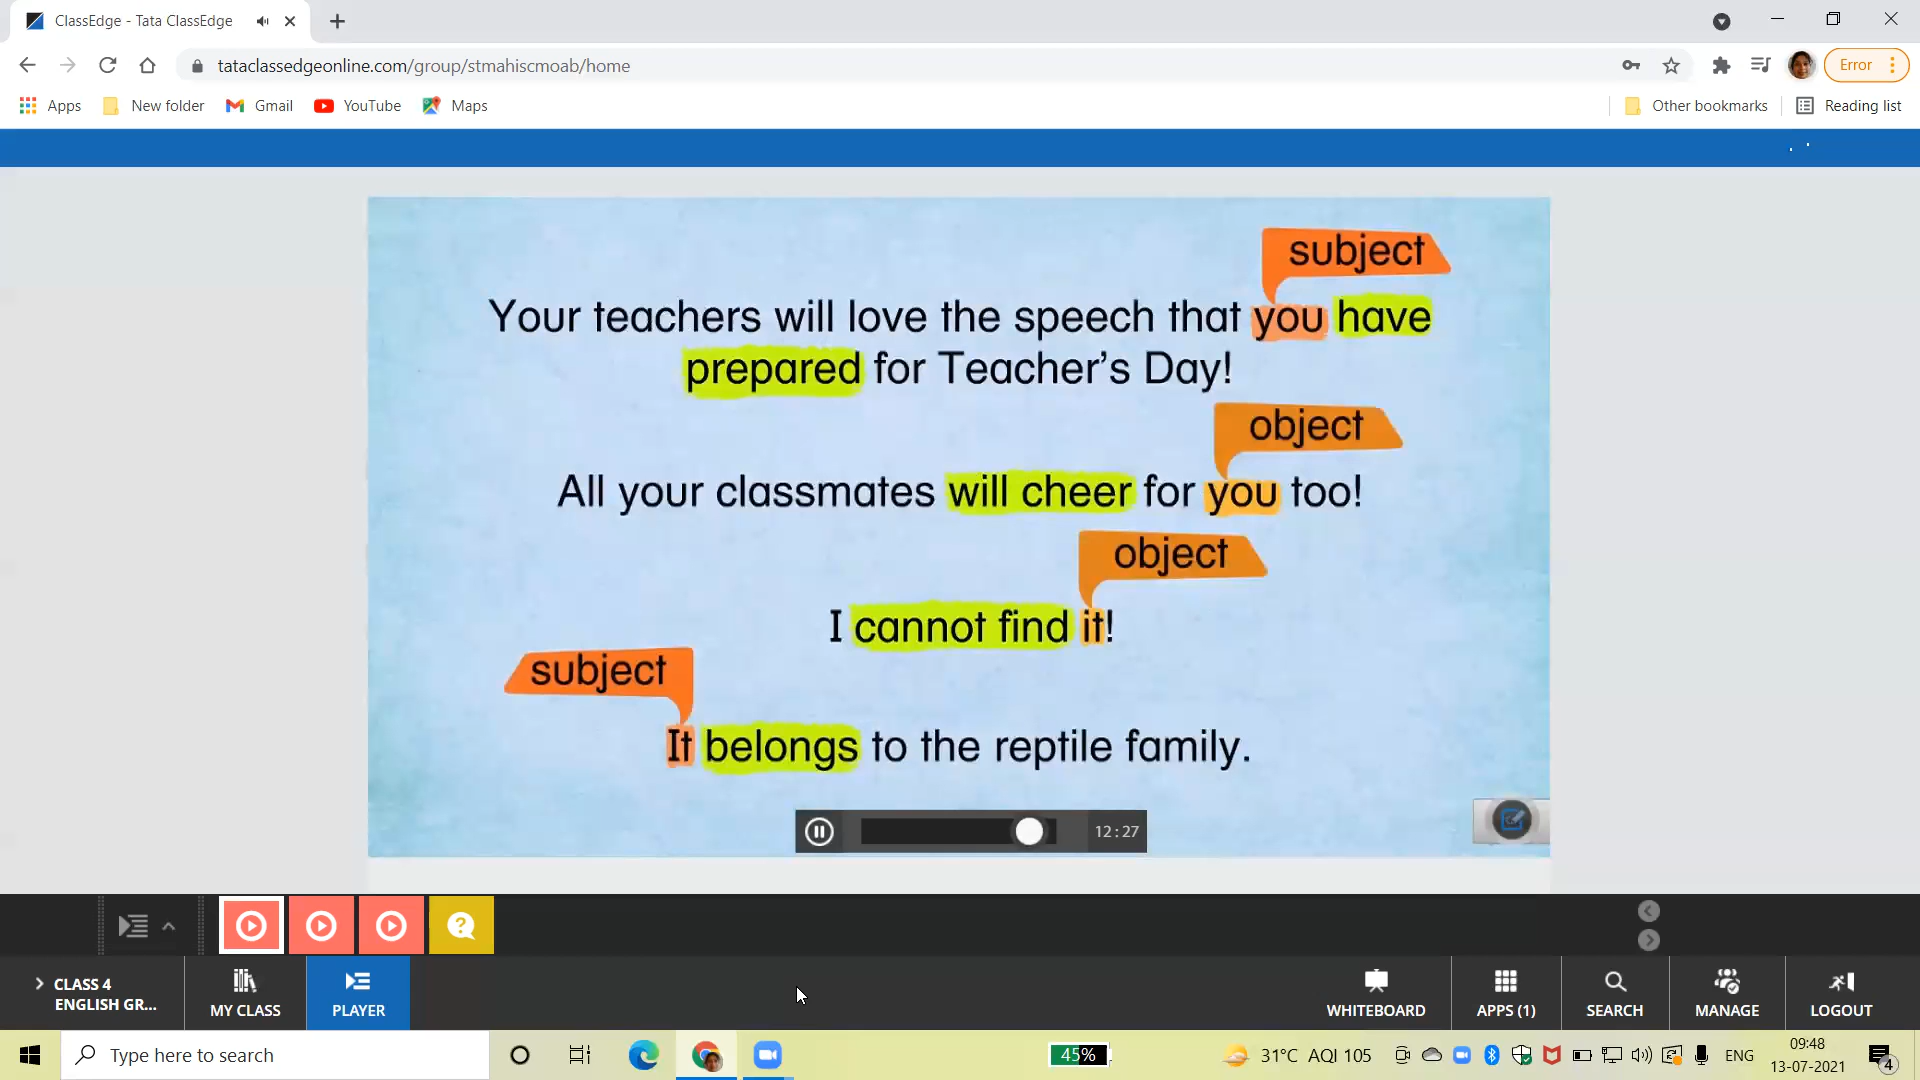 ClassEdge - Tata ClassEdge
tataclassedgeonline.com/group/stmahiscmoab/home
Error
Apps New folder Gmail YouTube Maps Other bookmarks Reading list
subject
Your teachers will love the speech that you have
prepared for Teacher’s Day!
object
All your classmates will cheer for you too!
object
I cannot find it!
subject
It belongs to the reptile family.
12:27
CLASS 4
ENGLISH GR...
MY CLASS
PLAYER
WHITEBOARD
APPS (1)
SEARCH
MANAGE
LOGOUT
Type here to search
45%
31°C AQI 105
ENG
09:48
13-07-2021
4